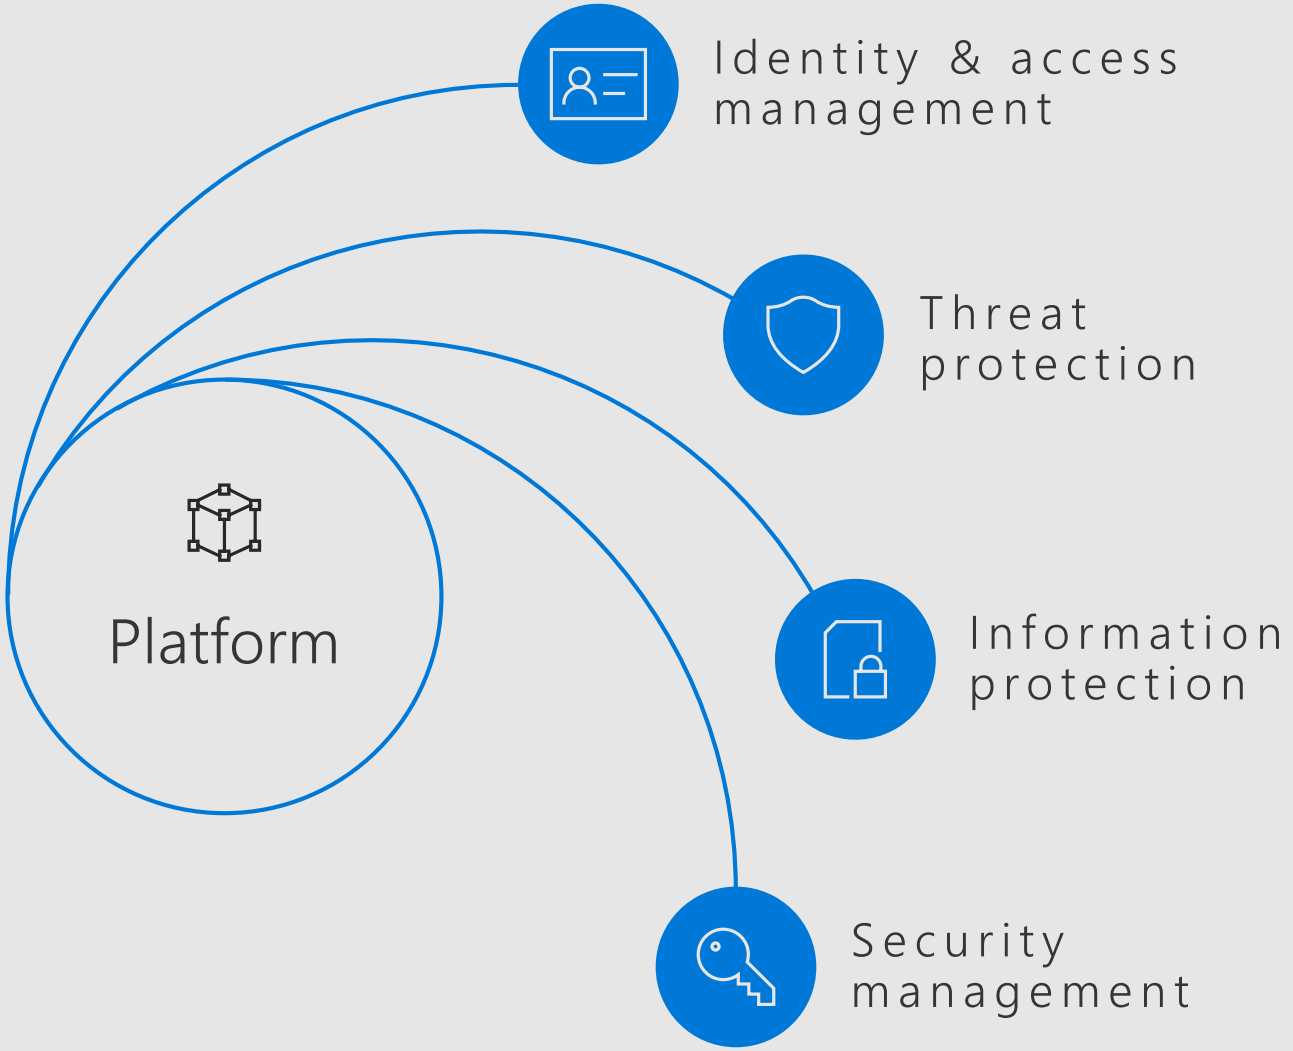 Identity & access
management
Threat
protection
Platform
Information
protection
Security
management